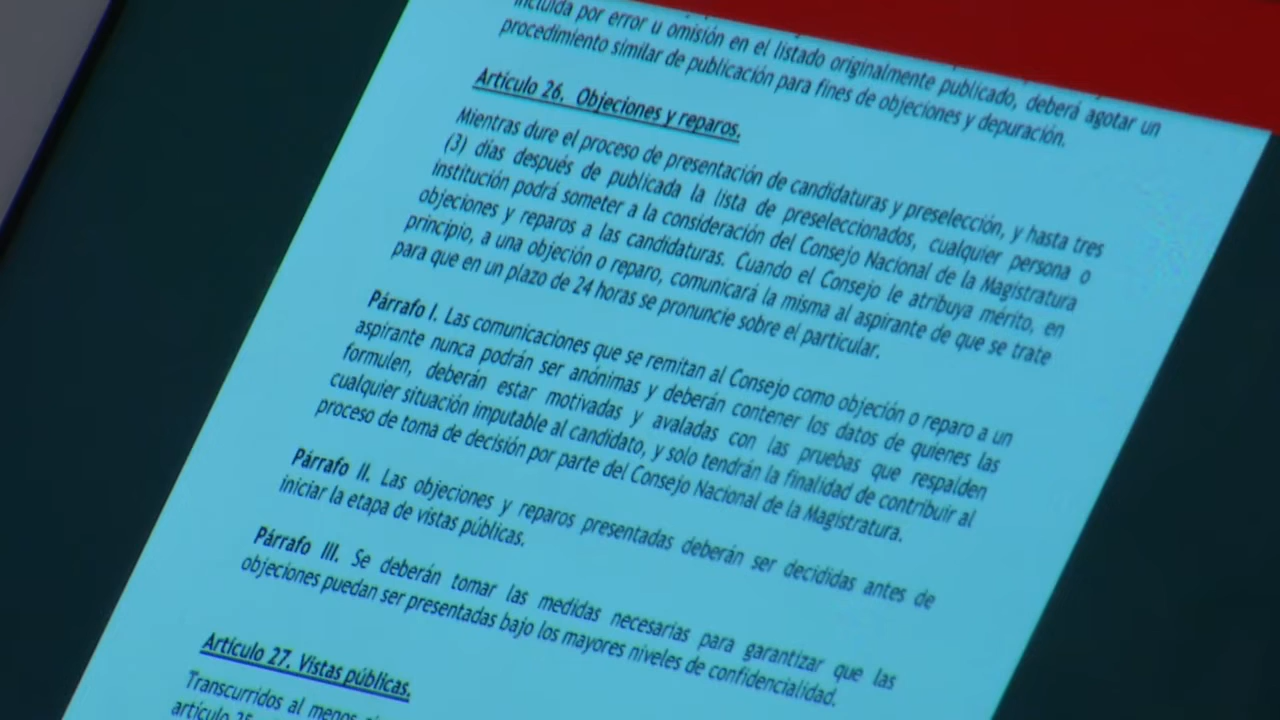 incluida por error u omisión en el listado originalmente publicado, deberá agotar un
procedimiento similar de publicación para fines de objeciones y depuración.
Artículo 26. Objeciones y reparos.
Mientras dure el proceso de presentación de candidaturas y preselección, y hasta tres
(3) días después de publicada la lista de preseleccionados, cualquier persona o
institución podrá someter a la consideración del Consejo Nacional de la Magistratura
objeciones y reparos a las candidaturas. Cuando el Consejo le atribuya mérito, en
principio, a una objeción o reparo, comunicará la misma al aspirante de que se trate
para que en un plazo de 24 horas se pronuncie sobre el particular.
Párrafo I. Las comunicaciones que se remitan al Consejo como objeción o reparo a un
aspirante nunca podrán ser anónimas y deberán contener los datos de quienes las
formulen, deberán estar motivadas y avaladas con las pruebas que respalden
cualquier situación imputable al candidato, y solo tendrán la finalidad de contribuir al
proceso de toma de decisión por parte del Consejo Nacional de la Magistratura.
Párrafo II. Las objeciones y reparos presentadas deberán ser decididas antes de
iniciar la etapa de vistas públicas.
Párrafo III. Se deberán tomar las medidas necesarias para garantizar que las
objeciones puedan ser presentadas bajo los mayores niveles de confidencialidad.
Artículo 27. Vistas públicas.
Transcurridos al menos
artículo 25